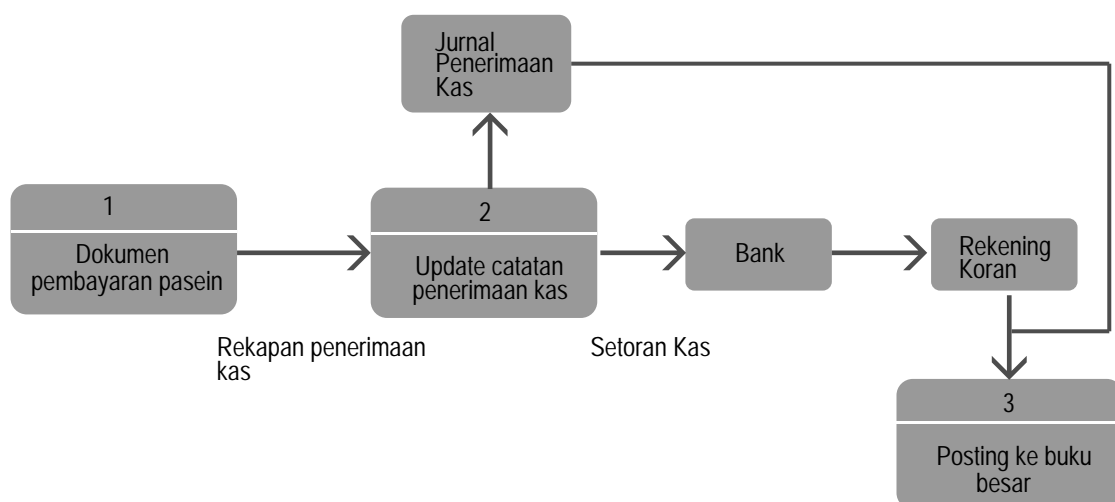 Jurnal
Penerimaan
Kas
1
Dokumen
pembayaran pasein
2
Update catatan
penerimaan kas
Bank
Rekening
Koran
Rekapan penerimaan
kas
Setoran Kas
3
Posting ke buku
besar